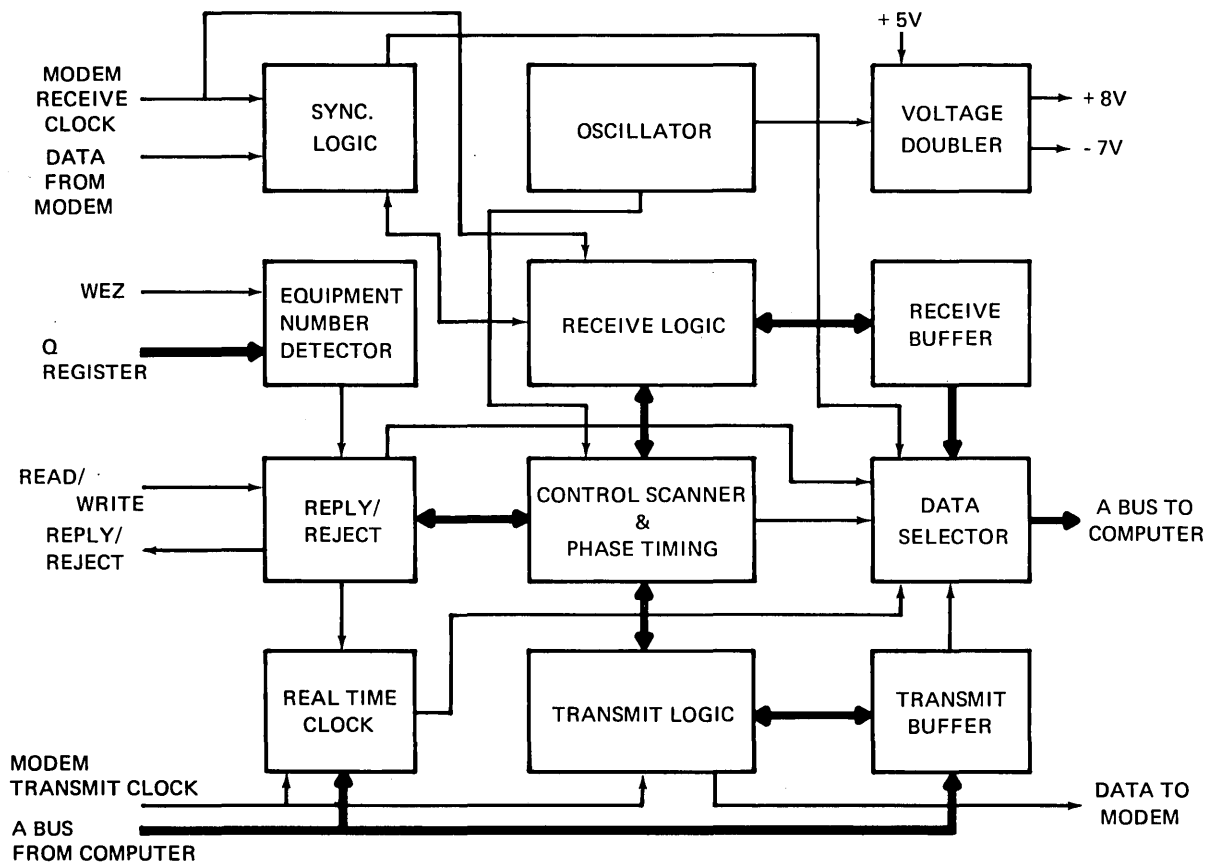 + 5V
MODEM
RECEIVE
CLOCK
DATA
FROM
MODEM
SYNC.
LOGIC
OSCILLATOR
VOLTAGE
DOUBLER
+ 8V
- 7V
WEZ
Q
REGISTER
EQUIPMENT
NUMBER
DETECTOR
RECEIVE LOGIC
RECEIVE
BUFFER
READ/
WRITE
REPLY/
REJECT
REPLY/
REJECT
CONTROL SCANNER
&
PHASE TIMING
DATA
SELECTOR
A BUS TO
COMPUTER
REAL TIME
CLOCK
TRANSMIT LOGIC
TRANSMIT
BUFFER
MODEM
TRANSMIT CLOCK
A BUS
FROM COMPUTER
DATA TO
MODEM